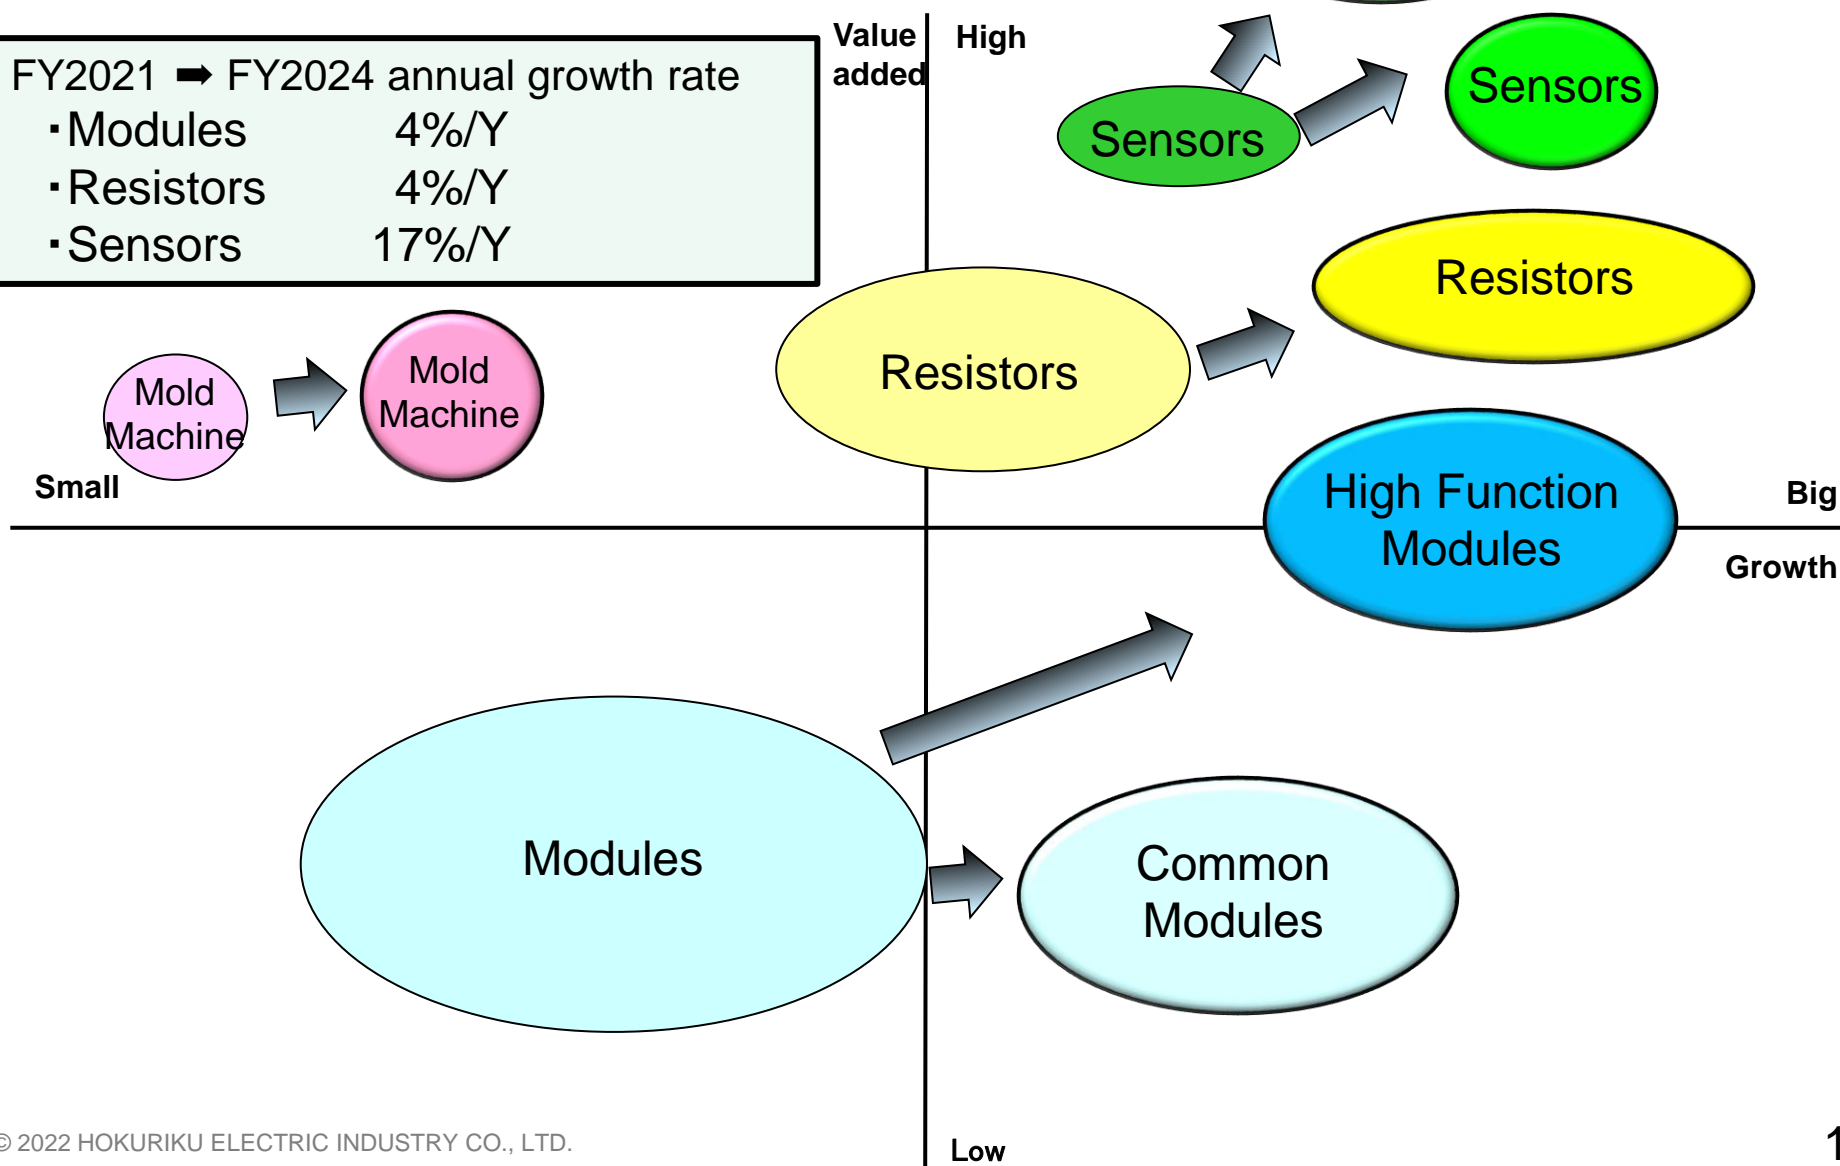 Value
added
High
FY2021 ➡ FY2024 annual growth rate
・Modules 4%/Y
・Resistors 4%/Y
・Sensors 17%/Y
Sensors
Sensors
Resistors
Resistors
Mold
Machine
Mold
Machine
Small
High Function
Modules
Big
Growth
Modules
Common
Modules
© 2022 HOKURIKU ELECTRIC INDUSTRY CO., LTD.
Low
1